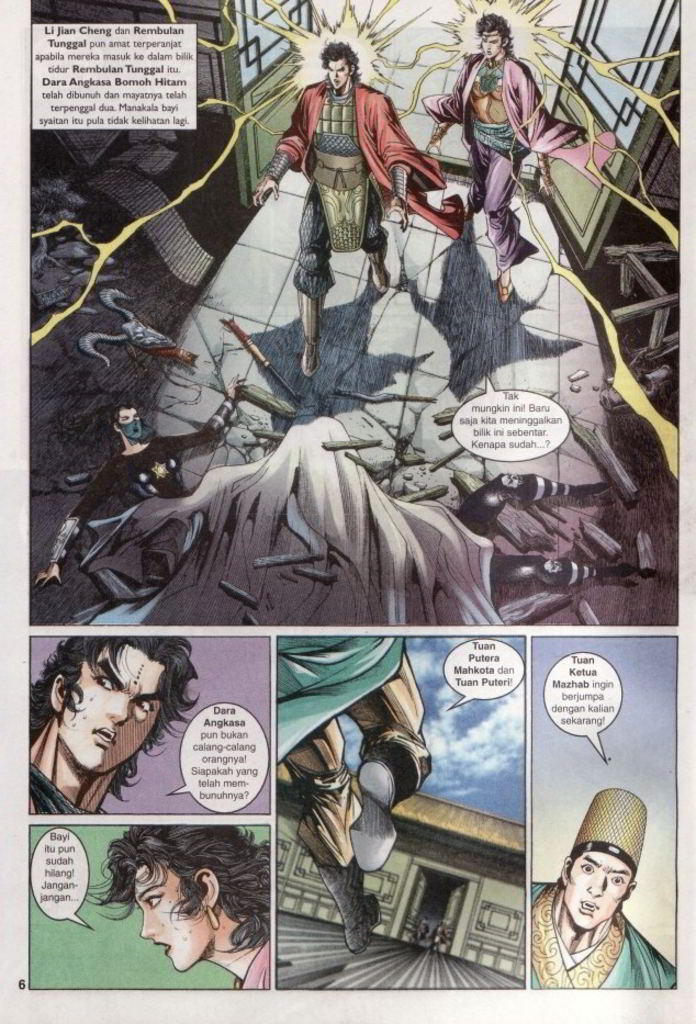 Li Jian Cheng dan Rembulan
Tunggal pun amat terperanjat
apabila mereka masuk ke dalam bilik
tidur Rembulan Tunggal itu.
Dara Angkasa Bomoh Hitam
telah dibunuh dan mayatnya telah
terpenggal dua. Manakala bayi
syaitan itu pula tidak kelihatan lagi.
Tak
mungkin ini! Baru
saja kita meninggalkan
bilik ini sebentar.
Kenapa sudah...?
Dara
Angkasa
pun bukan
calang-calang
orangnya!
Siapakah yang
telah mem-
bunuhnya?
Bayi
itu pun
sudah
hilang!
Jangan-
jangan...
Tuan
Putera
Mahkota dan
Tuan Puteri!
Tuan
Ketua
Mazhab ingin
berjumpa
dengan kalian
sekarang!
6